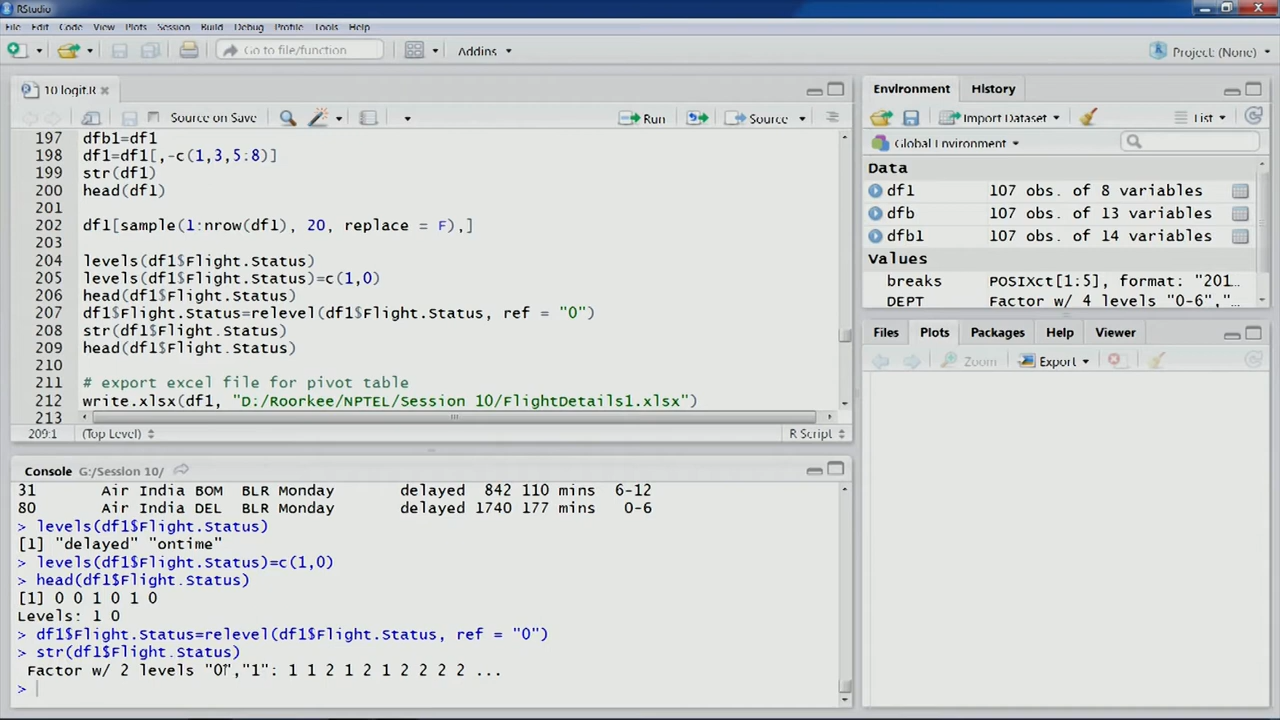 RStudio
File Edit Code View Plots Session Build Debug Profile Tools Help
Go to file/function Addins Project: (None)
10 logit.R
Source on Save Run Source
197 dfb1=df1
198 df1=df1[,-c(1,3,5:8)]
199 str(df1)
200 head(df1)
201
202 df1[sample(1:nrow(df1), 20, replace = F),]
203
204 levels(df1$Flight.Status)
205 levels(df1$Flight.Status)=c(1,0)
206 head(df1$Flight.Status)
207 df1$Flight.Status=relevel(df1$Flight.Status, ref = "0")
208 str(df1$Flight.Status)
209 head(df1$Flight.Status)
210
211 # export excel file for pivot table
212 write.xlsx(df1, "D:/Roorkee/NPTEL/Session 10/FlightDetails1.xlsx")
213
209:1 (Top Level) R Script
Console G:/Session 10/
31 Air India BOM BLR Monday delayed 842 110 mins 6-12
80 Air India DEL BLR Monday delayed 1740 177 mins 0-6
> levels(df1$Flight.Status)
[1] "delayed" "ontime"
> levels(df1$Flight.Status)=c(1,0)
> head(df1$Flight.Status)
[1] 0 0 1 0 1 0
Levels: 1 0
> df1$Flight.Status=relevel(df1$Flight.Status, ref = "0")
> str(df1$Flight.Status)
Factor w/ 2 levels "0","1": 1 1 2 1 2 1 2 2 2 2 ...
>
Environment History
Import Dataset List
Global Environment
Data
df1 107 obs. of 8 variables
dfb 107 obs. of 13 variables
dfb1 107 obs. of 14 variables
Values
breaks POSIXct[1:5], format: "201…
DEPT Factor w/ 4 levels "0-6","…
Files Plots Packages Help Viewer
Zoom Export